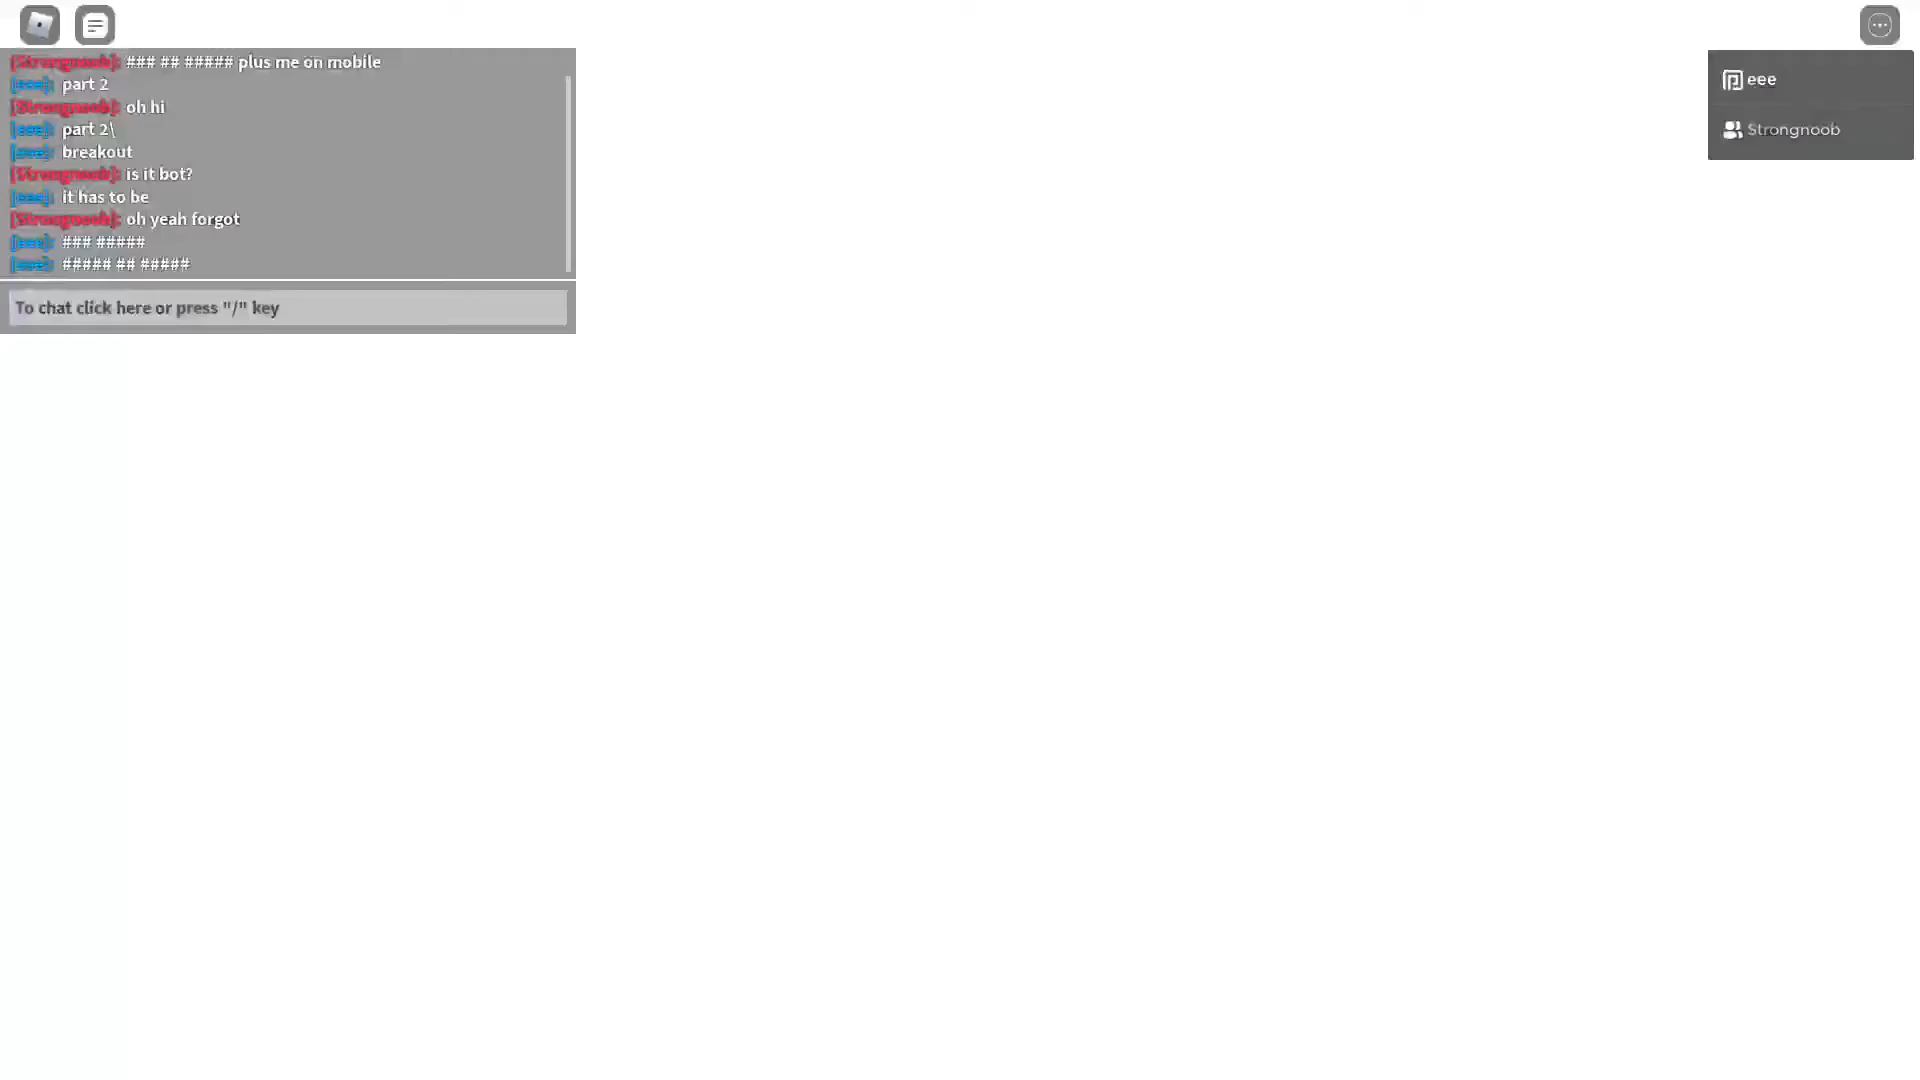 [Strongnoob]: ### ## ##### plus me on mobile
[eee]: part 2
[Strongnoob]: oh hi
[eee]: part 2\
[eee]: breakout
[Strongnoob]: is it bot?
[eee]: it has to be
[Strongnoob]: oh yeah forgot
[eee]: ### #####
[eee]: ##### ## #####
To chat click here or press "/" key
eee
Strongnoob